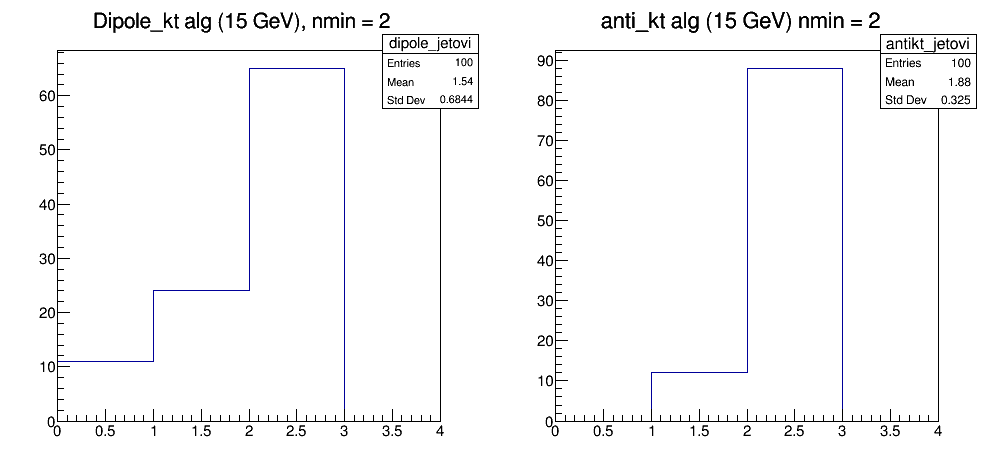 Dipole_kt alg (15 GeV), nmin = 2
dipole_jetovi
Entries 100
Mean 1.54
Std Dev 0.6844
60
50
40
30
20
10
0
0 0.5 1 1.5 2 2.5 3 3.5 4
anti_kt alg (15 GeV) nmin = 2
antikt_jetovi
Entries 100
Mean 1.88
Std Dev 0.325
90
80
70
60
50
40
30
20
10
0
0 0.5 1 1.5 2 2.5 3 3.5 4